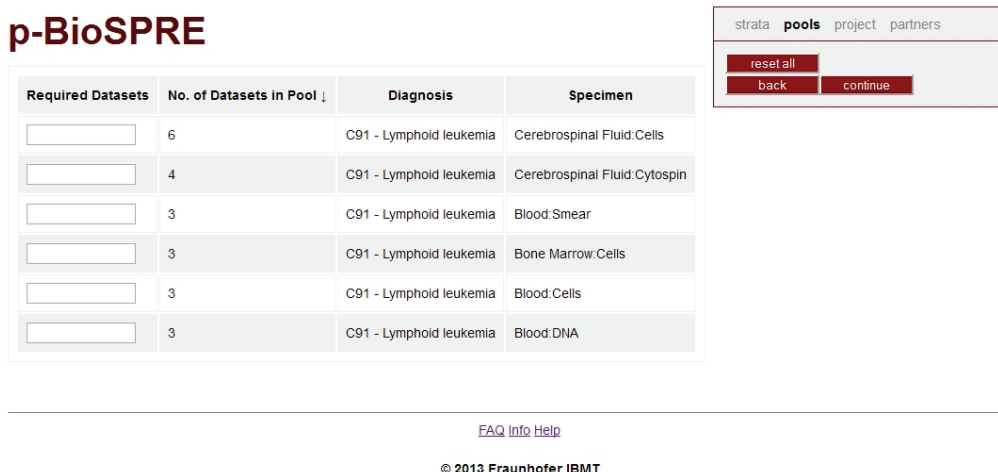 p-BioSPRE
strata pools project partners
reset all
back continue
Required Datasets No. of Datasets in Pool ↓ Diagnosis Specimen
6 C91 - Lymphoid leukemia Cerebrospinal Fluid:Cells
4 C91 - Lymphoid leukemia Cerebrospinal Fluid:Cytospin
3 C91 - Lymphoid leukemia Blood:Smear
3 C91 - Lymphoid leukemia Bone Marrow:Cells
3 C91 - Lymphoid leukemia Blood:Cells
3 C91 - Lymphoid leukemia Blood:DNA
FAQ Info Help
© 2013 Fraunhofer IBMT